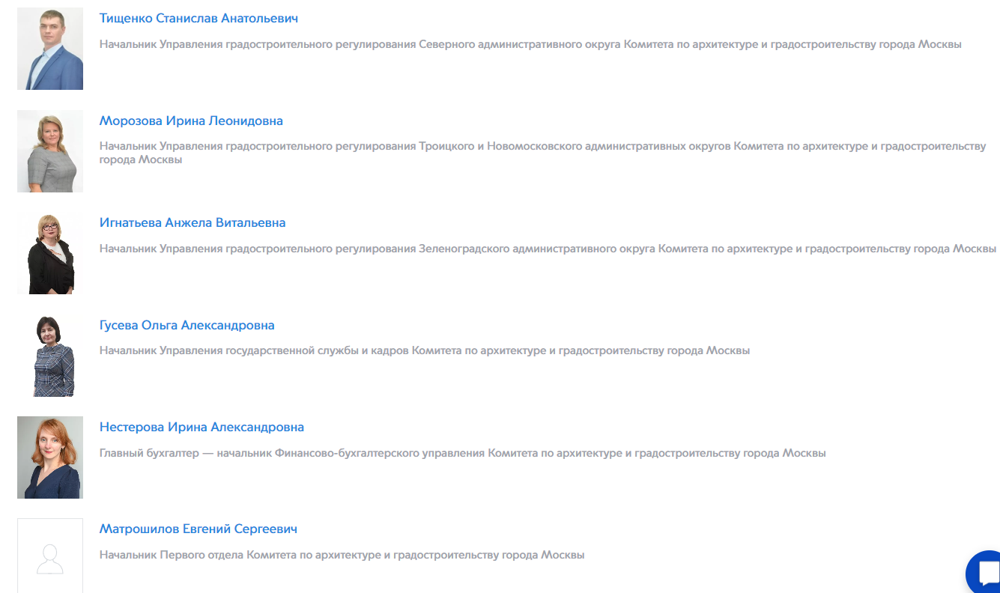 Тищенко Станислав Анатольевич
Начальник Управления градостроительного регулирования Северного административного округа Комитета по архитектуре и градостроительству города Москвы
Морозова Ирина Леонидовна
Начальник Управления градостроительного регулирования Троицкого и Новомосковского административных округов Комитета по архитектуре и градостроительству
города Москвы
Игнатьева Анжела Витальевна
Начальник Управления градостроительного регулирования Зеленоградского административного округа Комитета по архитектуре и градостроительству города Москвы
Гусева Ольга Александровна
Начальник Управления государственной службы и кадров Комитета по архитектуре и градостроительству города Москвы
Нестерова Ирина Александровна
Главный бухгалтер — начальник Финансово-бухгалтерского управления Комитета по архитектуре и градостроительству города Москвы
Матрошилов Евгений Сергеевич
Начальник Первого отдела Комитета по архитектуре и градостроительству города Москвы